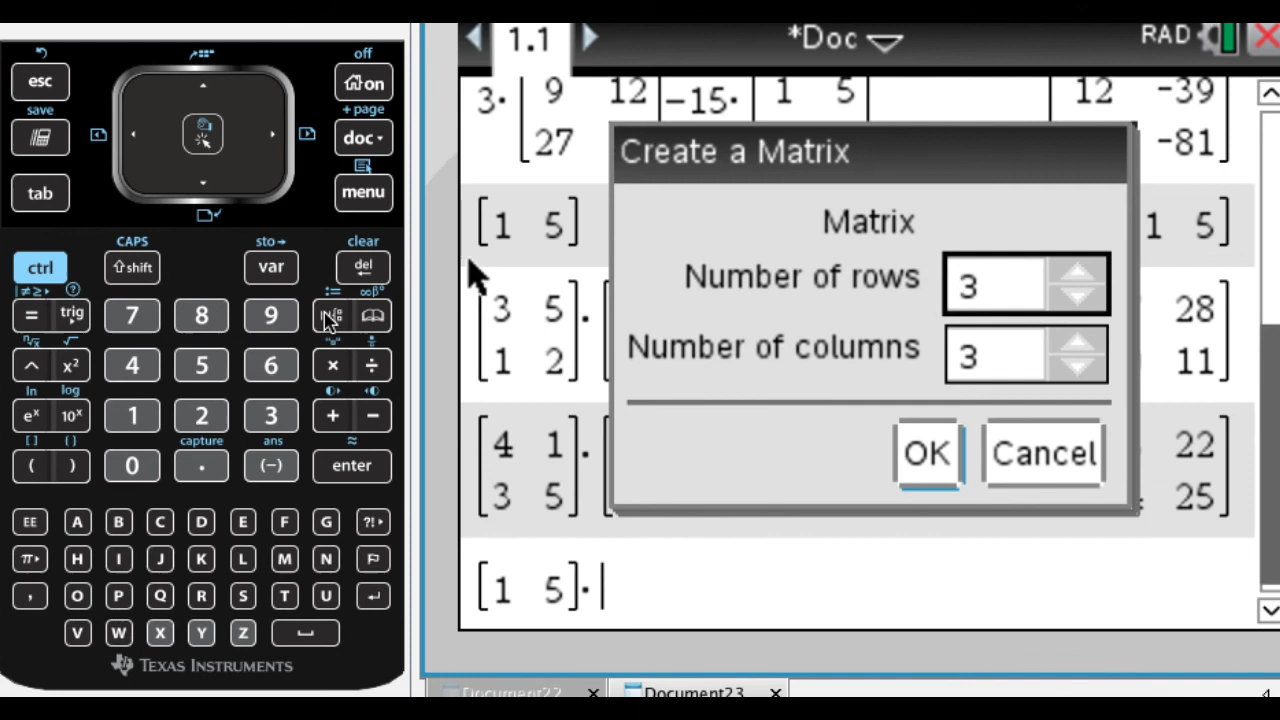 off
esc
on
save
+ page
doc
tab
menu
CAPS
sto→
clear
ctrl
⇧shift
var
del
|≠≥▸
:=
∞β°
=
trig
7
8
9
ⁿ√x
√
^
x²
4
5
6
×
÷
ln
log
eˣ
10ˣ
1
2
3
+
−
[ ]
{ }
capture
ans
≈
(
)
0
.
(−)
enter
EE A B C D E F G ?!▸
π▸ H I J K L M N
, O P Q R S T U ↵
V W X Y Z
TEXAS INSTRUMENTS
1.1
*Doc
RAD
3· 9 12 -15· 1 5 12 -39
27 -81
[1 5] 1 5]
3 5 · 28
1 2 11
4 1 · 22
3 5 25
[1 5]·
Create a Matrix
Matrix
Number of rows 3
Number of columns 3
OK Cancel
Document22 ×
Document23 ×